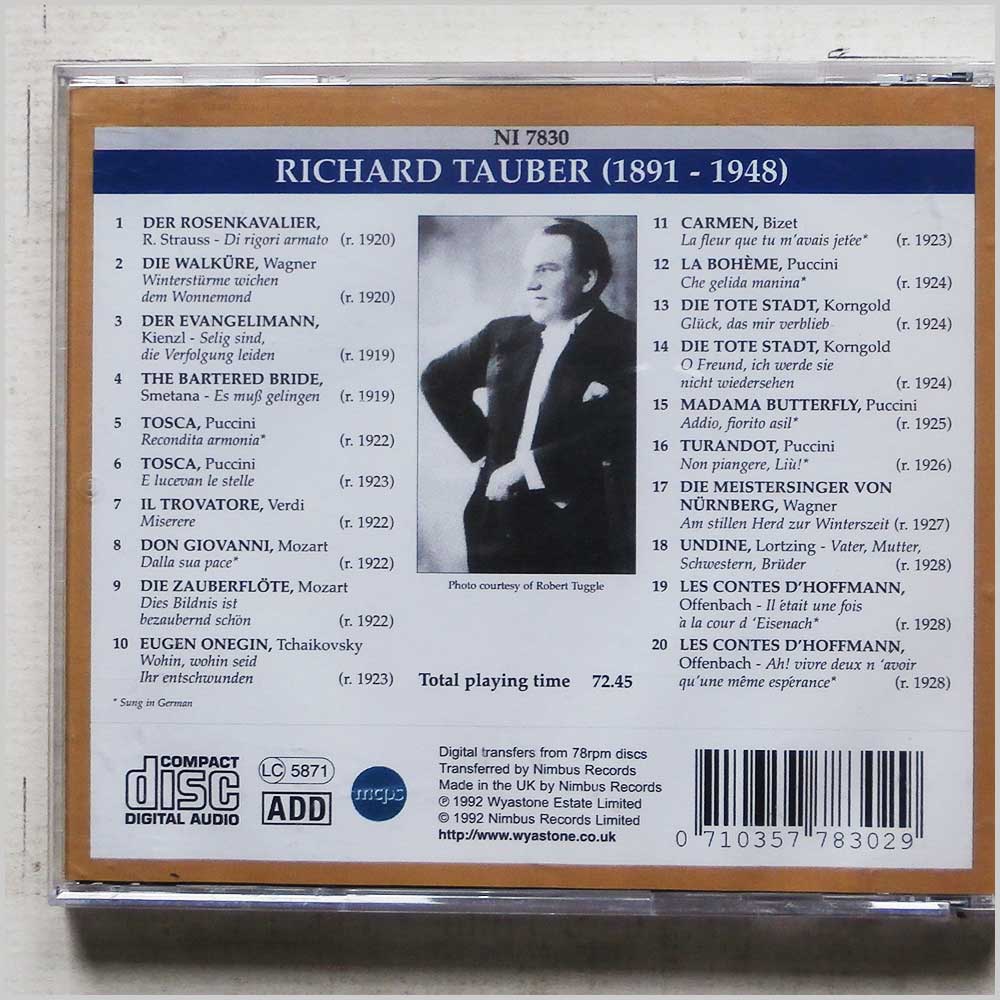 NI 7830
RICHARD TAUBER (1891 - 1948)
1 DER ROSENKAVALIER,
R. Strauss - Di rigori armato (r. 1920)
2 DIE WALKÜRE, Wagner
Winterstürme wichen
dem Wonnemond (r. 1920)
3 DER EVANGELIMANN,
Kienzl - Selig sind,
die Verfolgung leiden (r. 1919)
4 THE BARTERED BRIDE,
Smetana - Es muß gelingen (r. 1919)
5 TOSCA, Puccini
Recondita armonia* (r. 1922)
6 TOSCA, Puccini
E lucevan le stelle (r. 1923)
7 IL TROVATORE, Verdi
Miserere (r. 1922)
8 DON GIOVANNI, Mozart
Dalla sua pace* (r. 1922)
9 DIE ZAUBERFLÖTE, Mozart
Dies Bildnis ist
bezaubernd schön (r. 1922)
10 EUGEN ONEGIN, Tchaikovsky
Wohin, wohin seid
Ihr entschwunden (r. 1923)
* Sung in German
Photo courtesy of Robert Tuggle
Total playing time 72.45
11 CARMEN, Bizet
La fleur que tu m'avais jetée* (r. 1923)
12 LA BOHÈME, Puccini
Che gelida manina* (r. 1924)
13 DIE TOTE STADT, Korngold
Glück, das mir verblieb (r. 1924)
14 DIE TOTE STADT, Korngold
O Freund, ich werde sie
nicht wiedersehen (r. 1924)
15 MADAMA BUTTERFLY, Puccini
Addio, fiorito asil* (r. 1925)
16 TURANDOT, Puccini
Non piangere, Liù!* (r. 1926)
17 DIE MEISTERSINGER VON
NÜRNBERG, Wagner
Am stillen Herd zur Winterszeit (r. 1927)
18 UNDINE, Lortzing - Vater, Mutter,
Schwestern, Brüder (r. 1928)
19 LES CONTES D'HOFFMANN,
Offenbach - Il était une fois
à la cour d 'Eisenach* (r. 1928)
20 LES CONTES D'HOFFMANN,
Offenbach - Ah! vivre deux n 'avoir
qu'une même espérance* (r. 1928)
COMPACT
disc
DIGITAL AUDIO
LC 5871
ADD
mcps
Digital transfers from 78rpm discs
Transferred by Nimbus Records
Made in the UK by Nimbus Records
℗ 1992 Wyastone Estate Limited
© 1992 Nimbus Records Limited
http://www.wyastone.co.uk
0 710357 783029